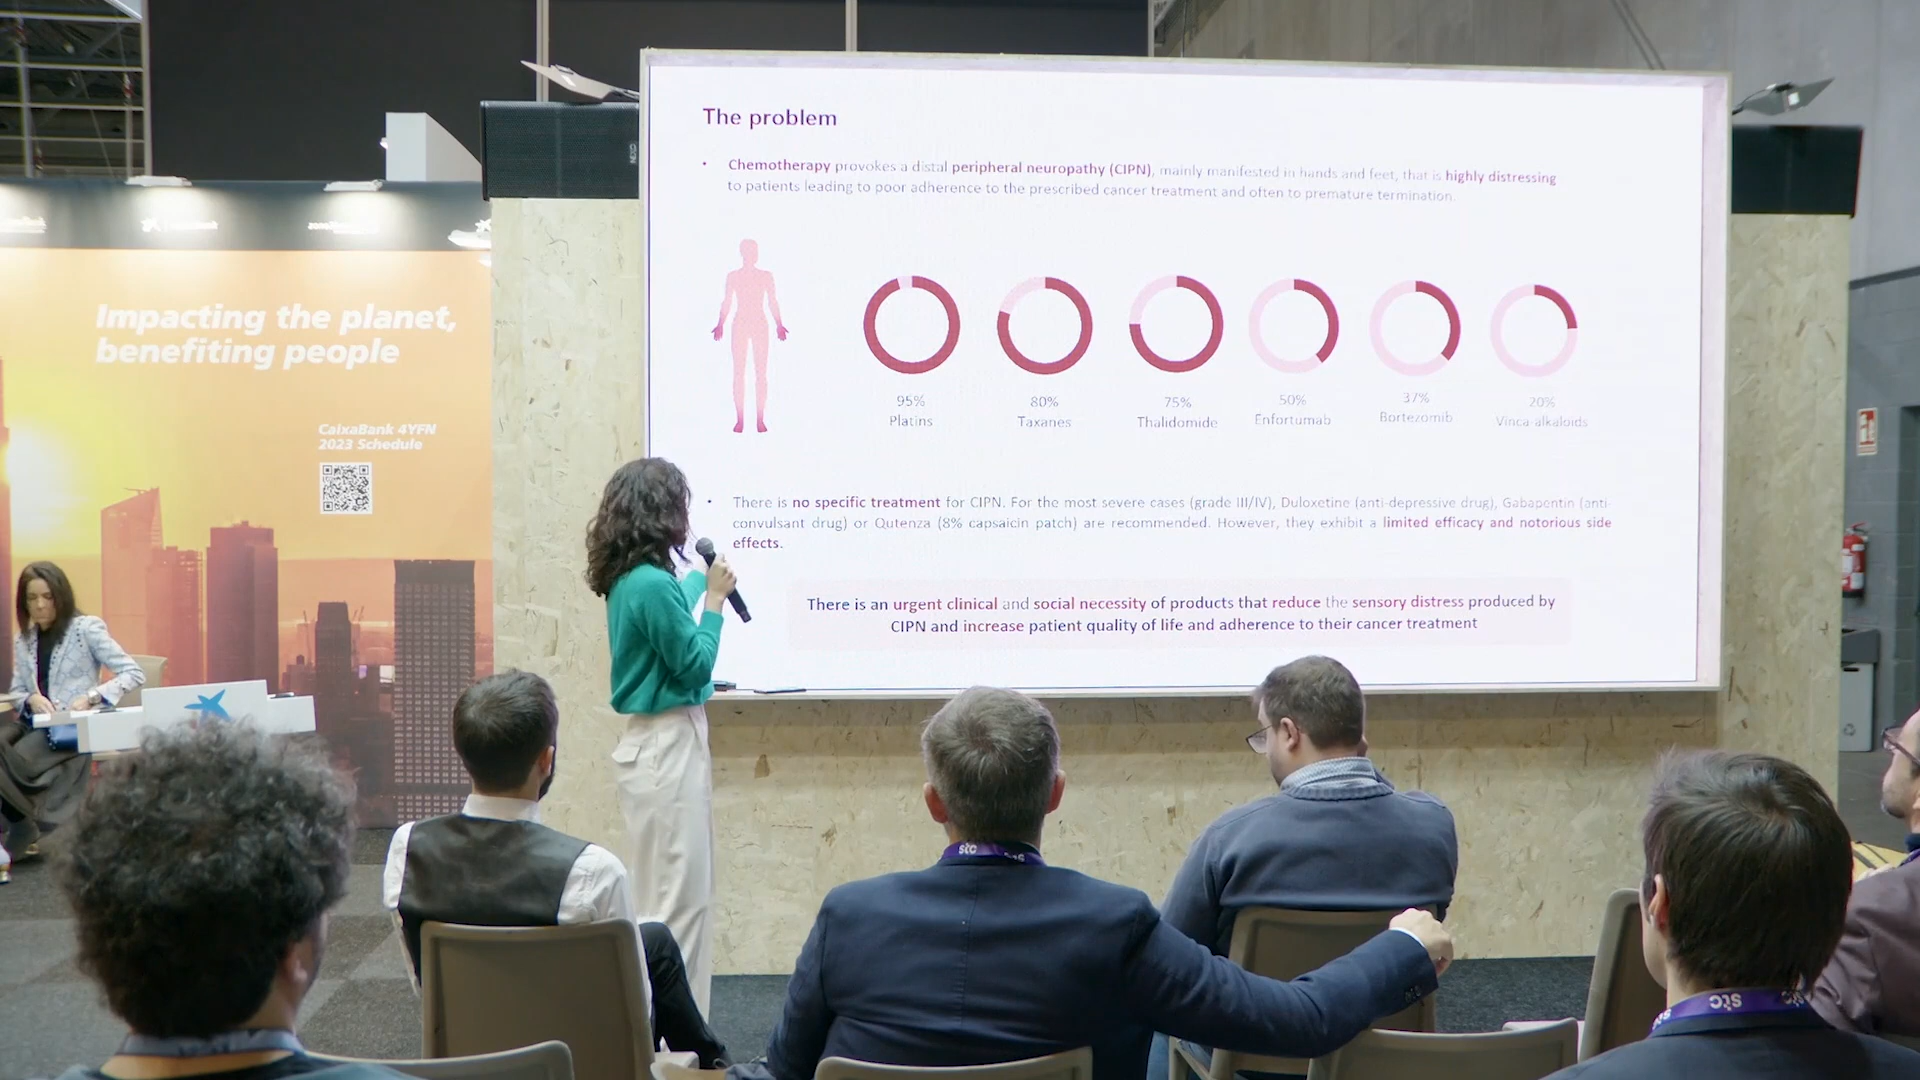 The problem
• Chemotherapy provokes a distal peripheral neuropathy (CIPN), mainly manifested in hands and feet, that is highly distressing
to patients leading to poor adherence to the prescribed cancer treatment and often to premature termination.
95%
Platins
80%
Taxanes
75%
Thalidomide
50%
Enfortumab
37%
Bortezomib
20%
Vinca-alkaloids
• There is no specific treatment for CIPN. For the most severe cases (grade III/IV), Duloxetine (anti-depressive drug), Gabapentin (anti-
convulsant drug) or Qutenza (8% capsaicin patch) are recommended. However, they exhibit a limited efficacy and notorious side
effects.
There is an urgent clinical and social necessity of products that reduce the sensory distress produced by
CIPN and increase patient quality of life and adherence to their cancer treatment
Impacting the planet,
benefiting people
CaixaBank 4YFN
2023 Schedule
stc
stc
stc